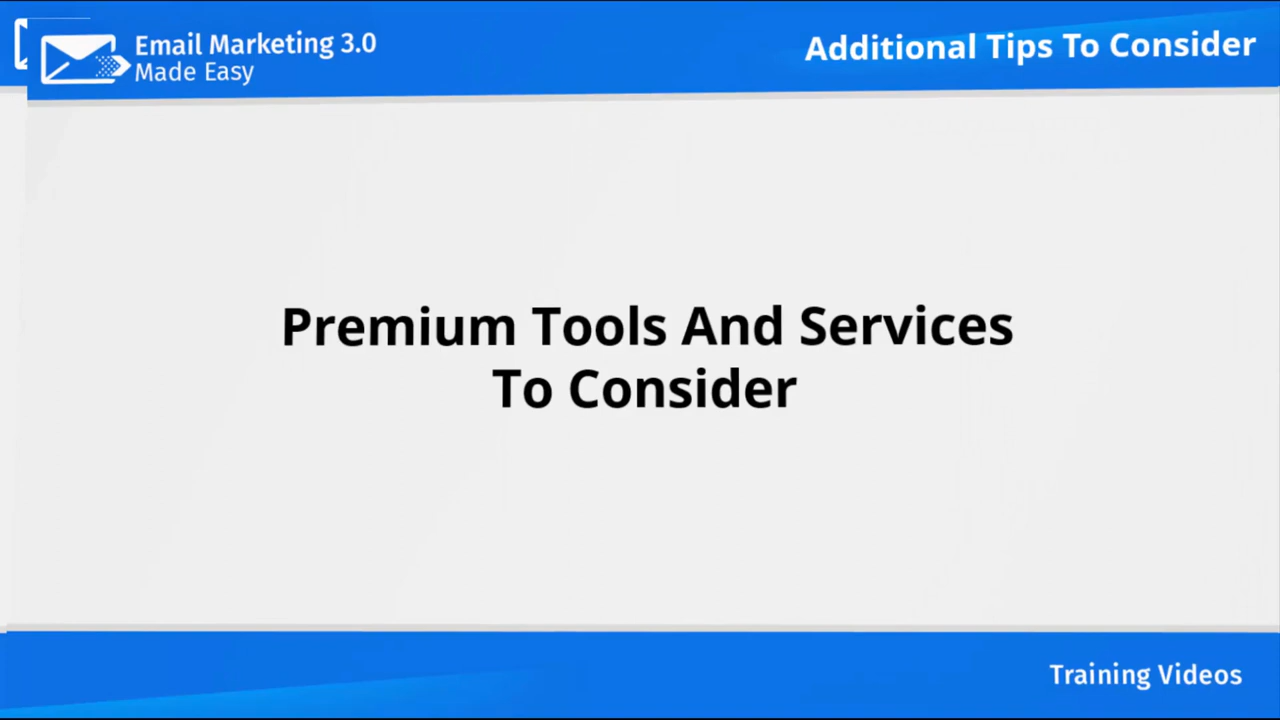 Email Marketing 3.0
Made Easy
Additional Tips To Consider
Premium Tools And Services
To Consider
Training Videos